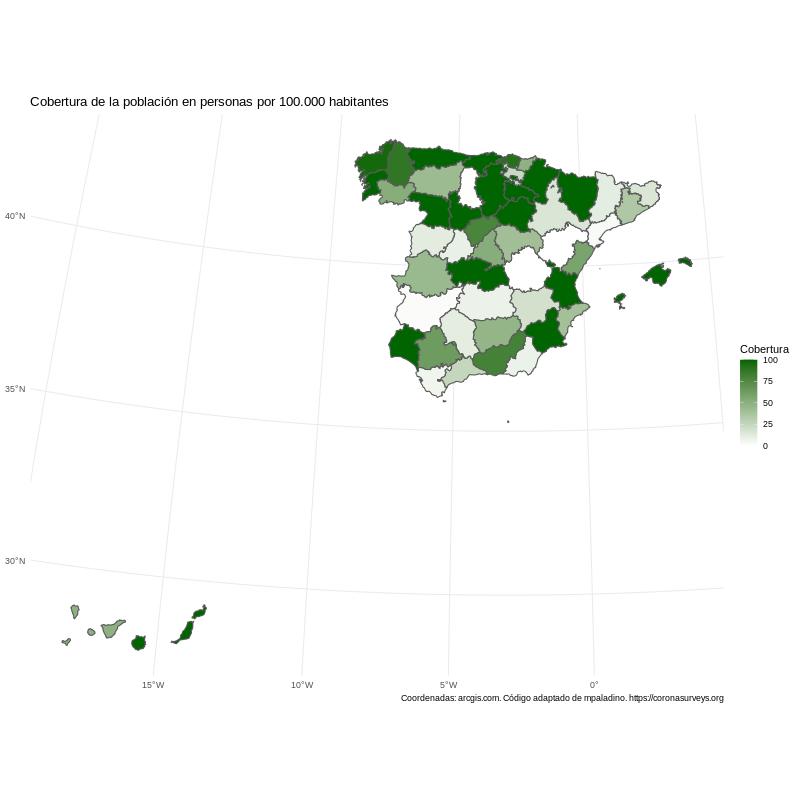 Cobertura de la población en personas por 100.000 habitantes
40°N
35°N
30°N
15°W
10°W
5°W
0°
Cobertura
100
75
50
25
0
Coordenadas: arcgis.com. Código adaptado de mpaladino. https://coronasurveys.org